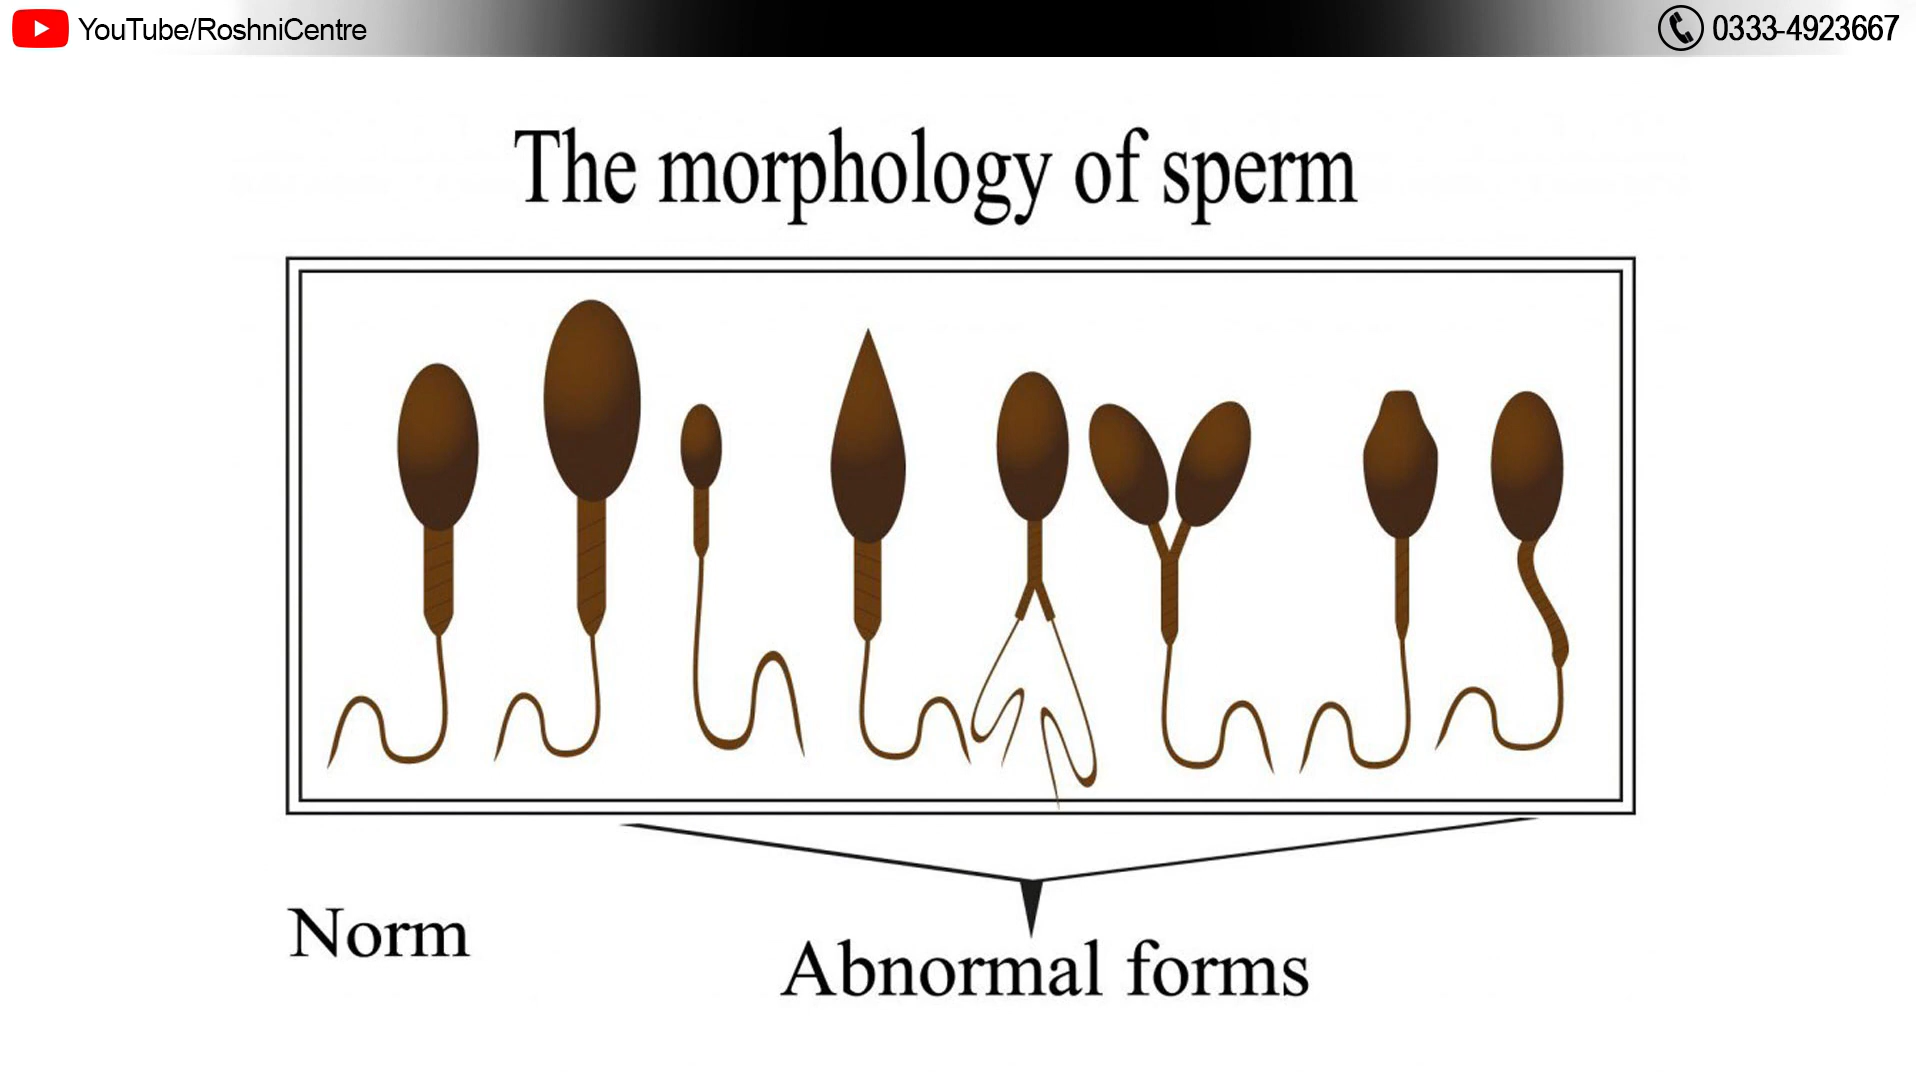 YouTube/RoshniCentre
0333-4923667
The morphology of sperm
Norm
Abnormal forms